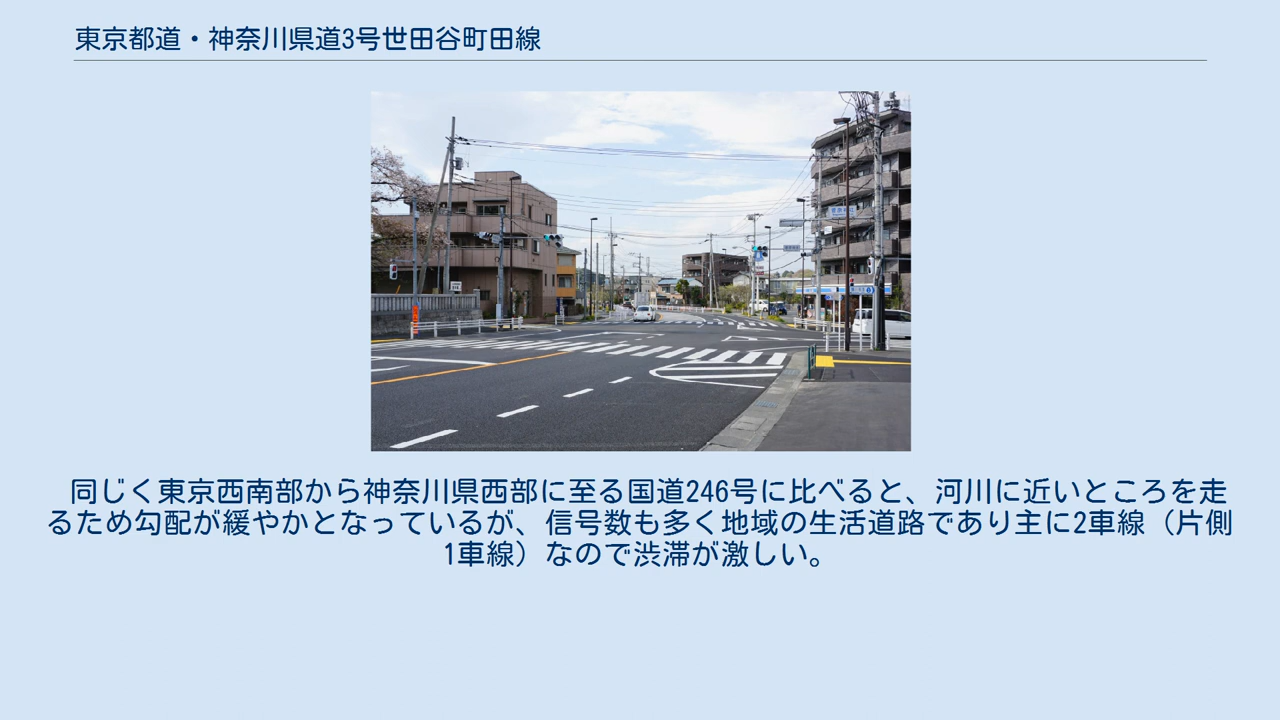 東京都道・神奈川県道3号世田谷町田線
同じく東京西南部から神奈川県西部に至る国道246号に比べると、河川に近いところを走
るため勾配が緩やかとなっているが、信号数も多く地域の生活道路であり主に2車線（片側
1車線）なので渋滞が激しい。